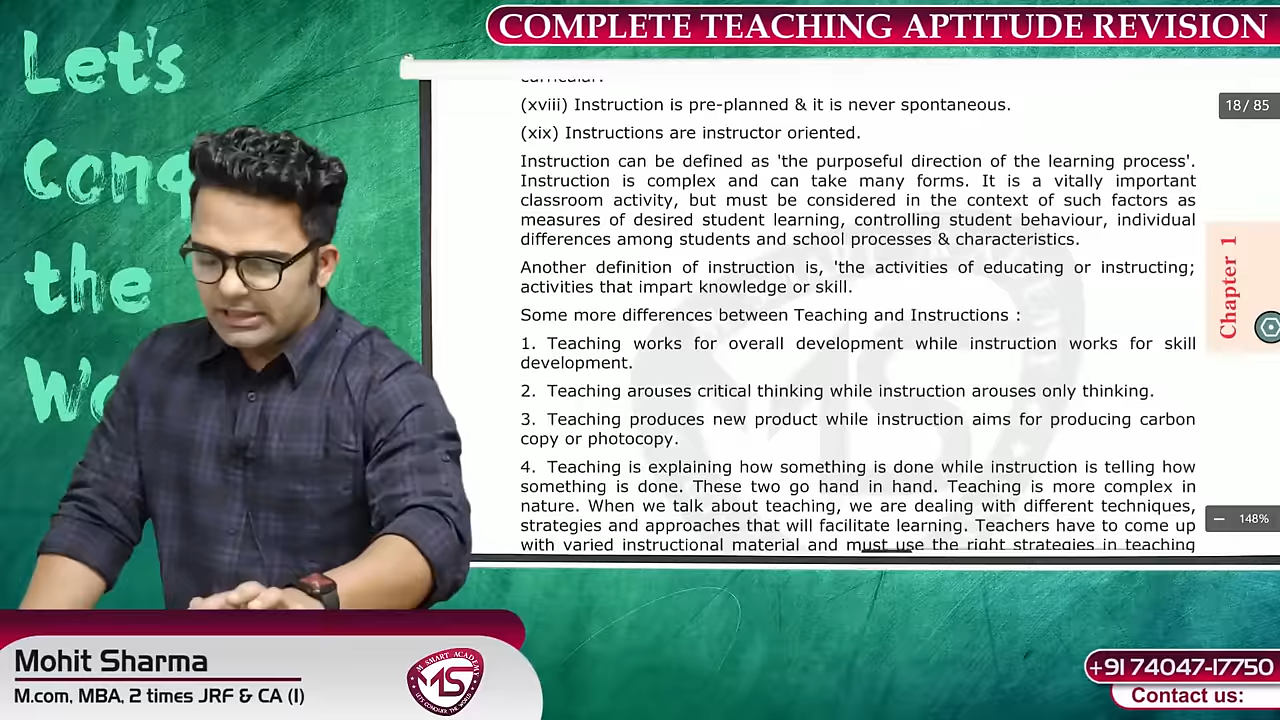 COMPLETE TEACHING APTITUDE REVISION
Let's
Conq
the
Wo
curricular.
(xviii) Instruction is pre-planned & it is never spontaneous.
(xix) Instructions are instructor oriented.
Instruction can be defined as 'the purposeful direction of the learning process'.
Instruction is complex and can take many forms. It is a vitally important
classroom activity, but must be considered in the context of such factors as
measures of desired student learning, controlling student behaviour, individual
differences among students and school processes & characteristics.
Another definition of instruction is, 'the activities of educating or instructing;
activities that impart knowledge or skill.
Some more differences between Teaching and Instructions :
1. Teaching works for overall development while instruction works for skill
development.
2. Teaching arouses critical thinking while instruction arouses only thinking.
3. Teaching produces new product while instruction aims for producing carbon
copy or photocopy.
4. Teaching is explaining how something is done while instruction is telling how
something is done. These two go hand in hand. Teaching is more complex in
nature. When we talk about teaching, we are dealing with different techniques,
strategies and approaches that will facilitate learning. Teachers have to come up
with varied instructional material and must use the right strategies in teaching
18/ 85
Chapter 1
148%
Mohit Sharma
M.com, MBA, 2 times JRF & CA (I)
M SMART ACADEMY
MS
LET'S CONQUER THE WORLD
+91 74047-17750
Contact us: